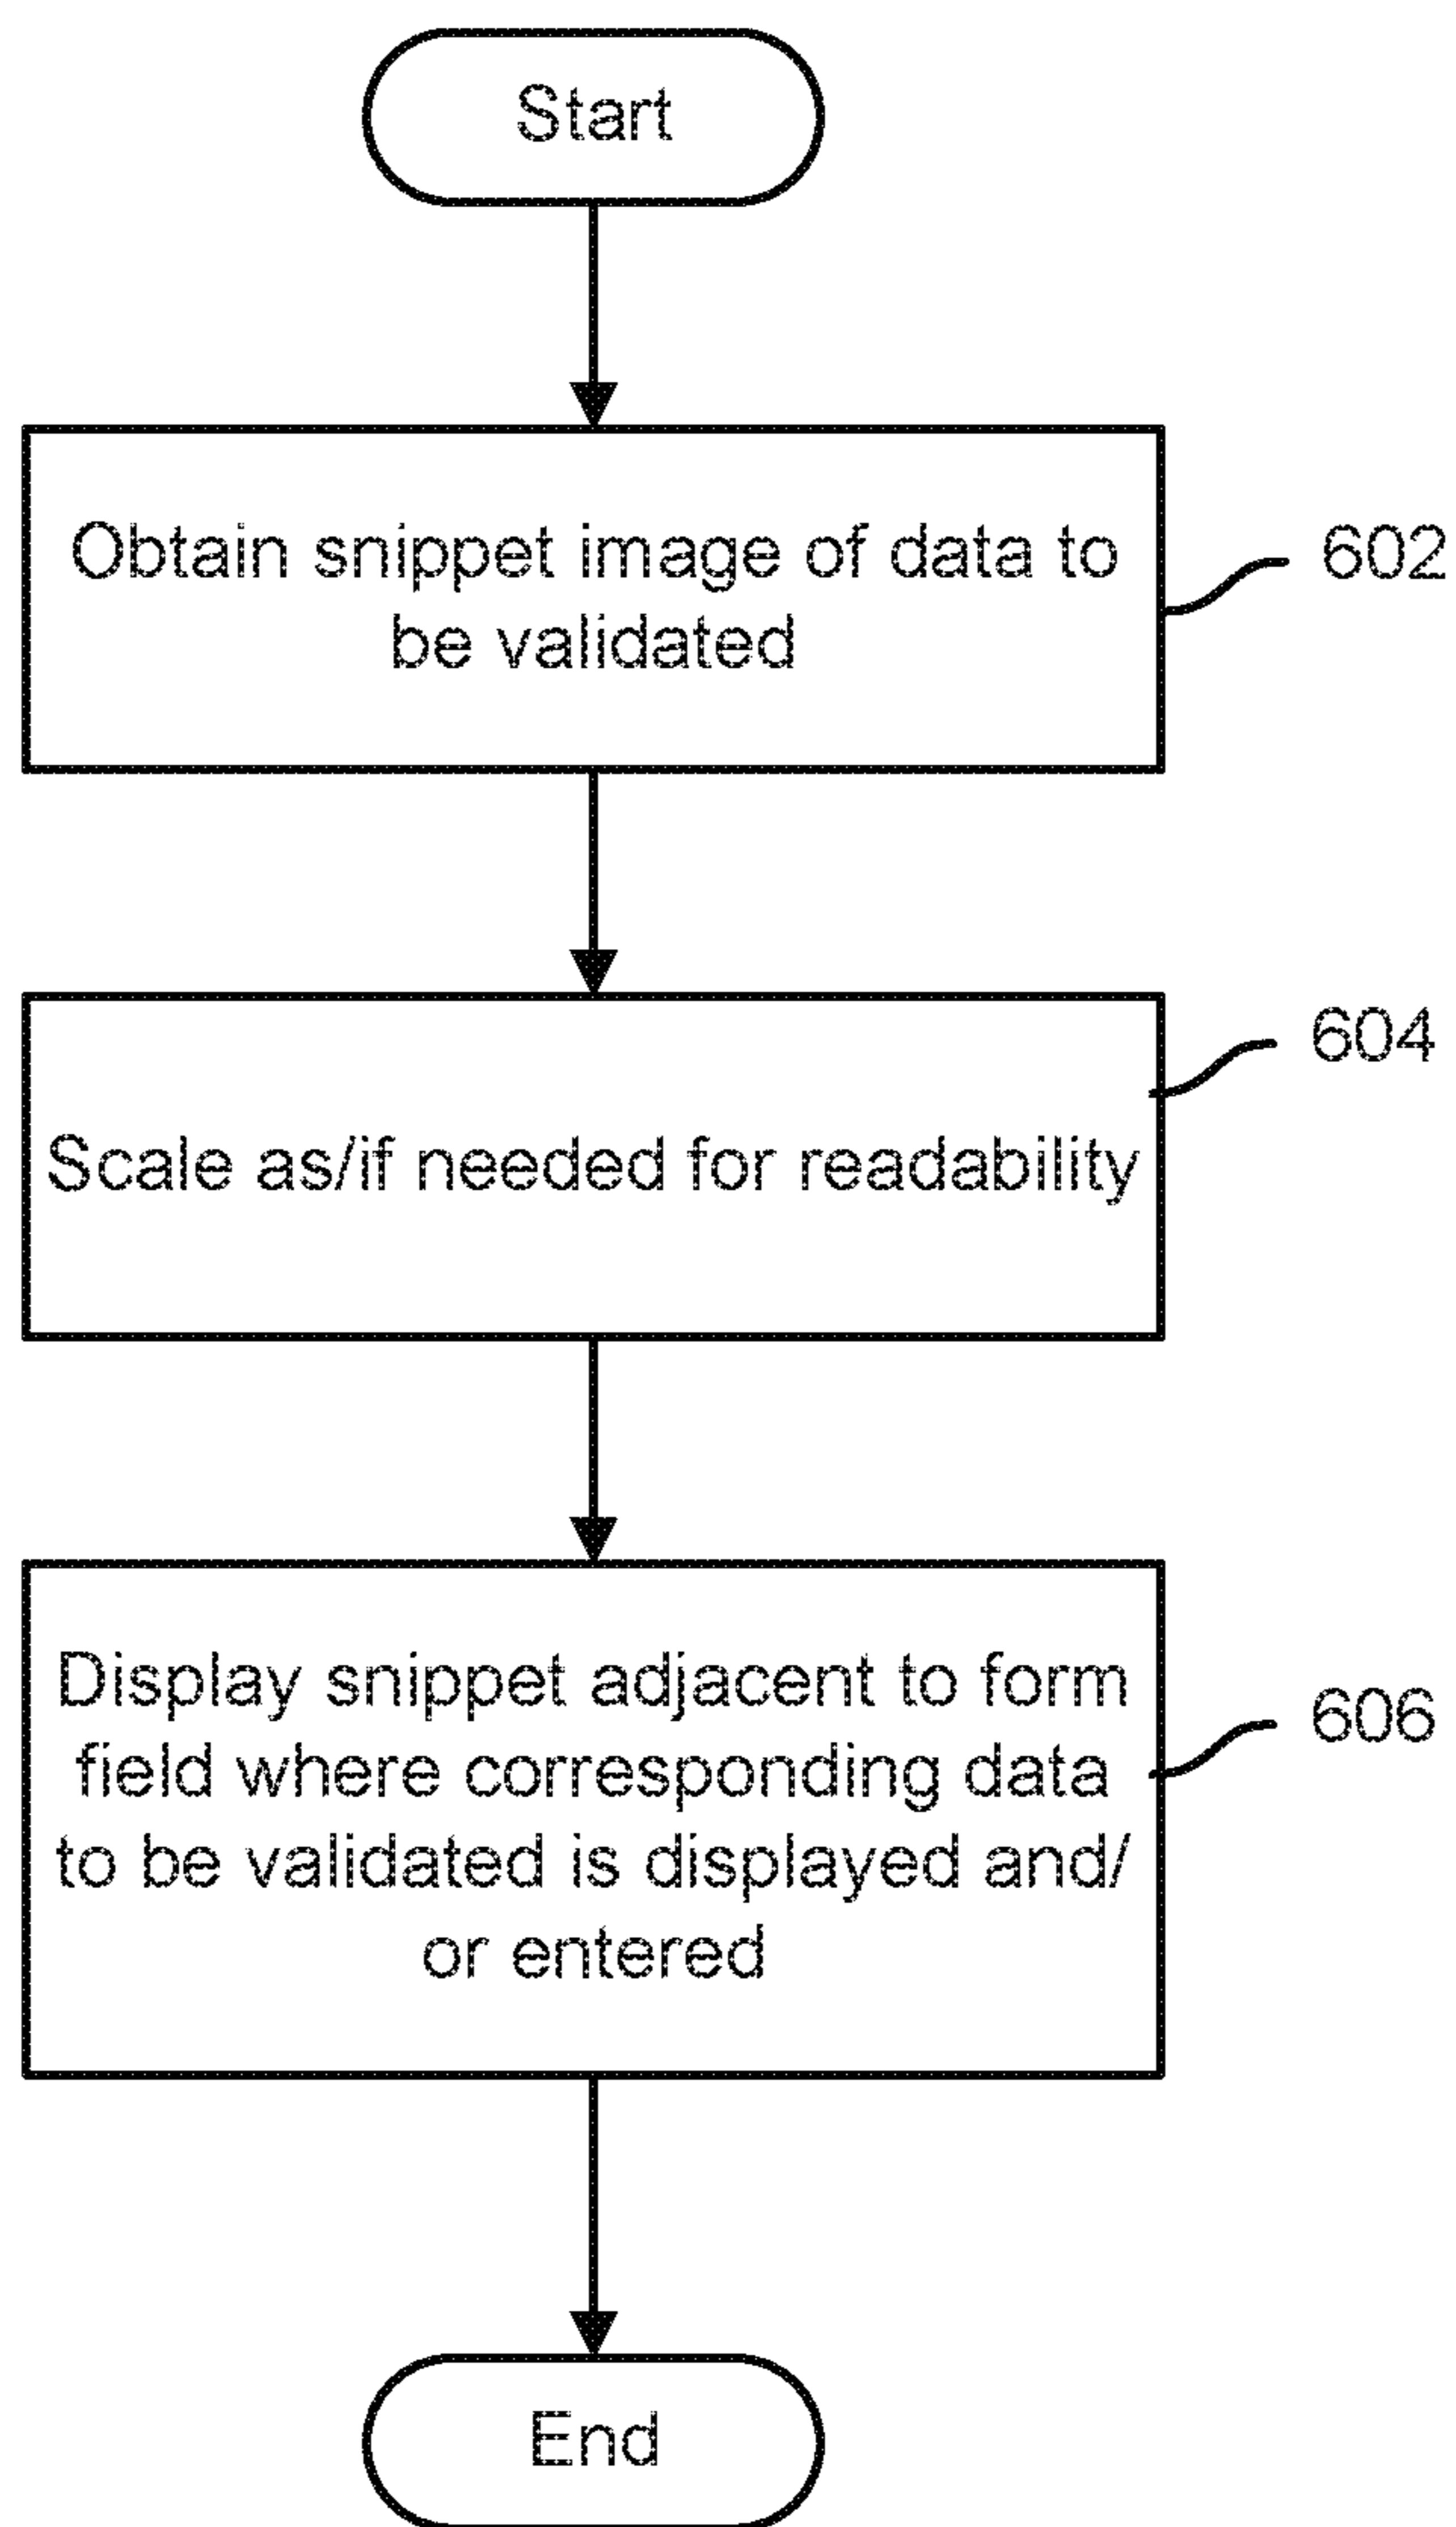 Start
Obtain snippet image of data to
be validated
602
Scale as/if needed for readability
604
Display snippet adjacent to form
field where corresponding data
to be validated is displayed and/
or entered
606
End